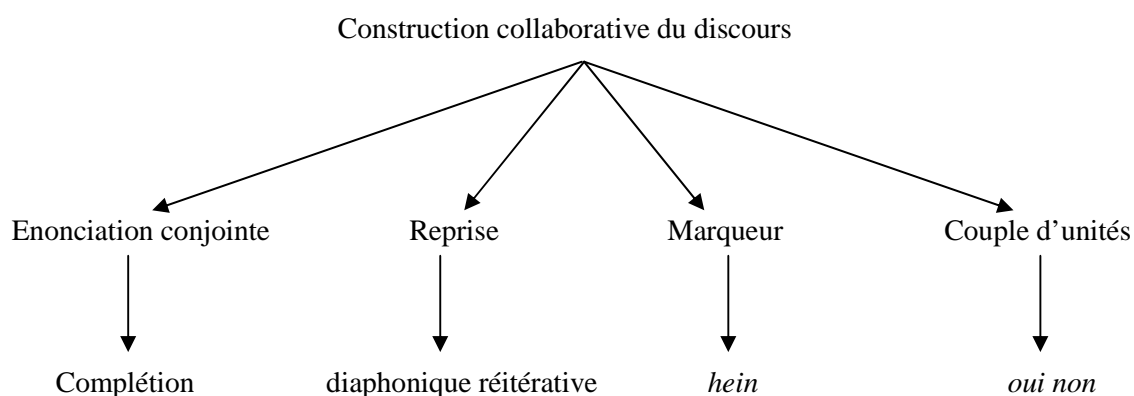 Construction collaborative du discours
Enonciation conjointe Reprise Marqueur Couple d’unités
Complétion diaphonique réitérative hein oui non